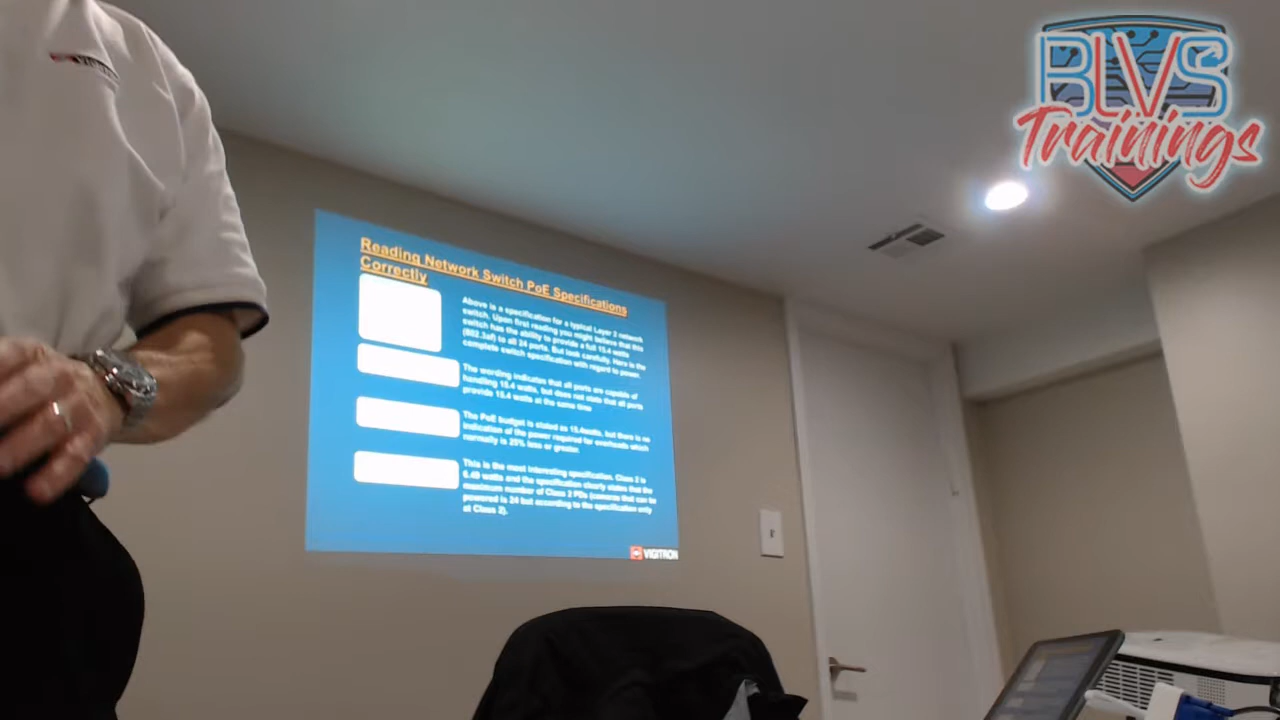 BLVS
Trainings
Reading Network Switch PoE Specifications
Correctly
Above is a specification for a typical Layer 2 network
switch. Upon first reading you might believe that this
switch has the ability to provide a full 15.4 watts
(802.3af) to all 24 ports. But look carefully. Here is the
complete switch specification with regard to power.
The wording indicates that all ports are capable of
handling 15.4 watts, but does not state that all ports
provide 15.4 watts at the same time
The PoE budget is stated as watts, but there is no
indication of the power required for overheads which
normally is 25% less or greater.
This is the most interesting specification. Class 2 is
6.49 watts and the specification clearly states that the
maximum number of Class 2 PDs (cameras that can be
powered is 24 but according to the specification only
at Class 2).
VIGITRON